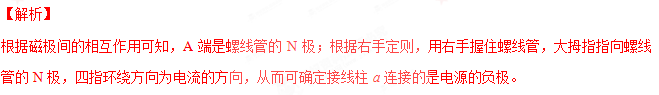 【解析】
根据磁极间的相互作用可知，A 端是螺线管的 N 极；根据右手定则，用右手握住螺线管，大拇指指向螺线
管的 N 极，四指环绕方向为电流的方向，从而可确定接线柱 a 连接的是电源的负极。